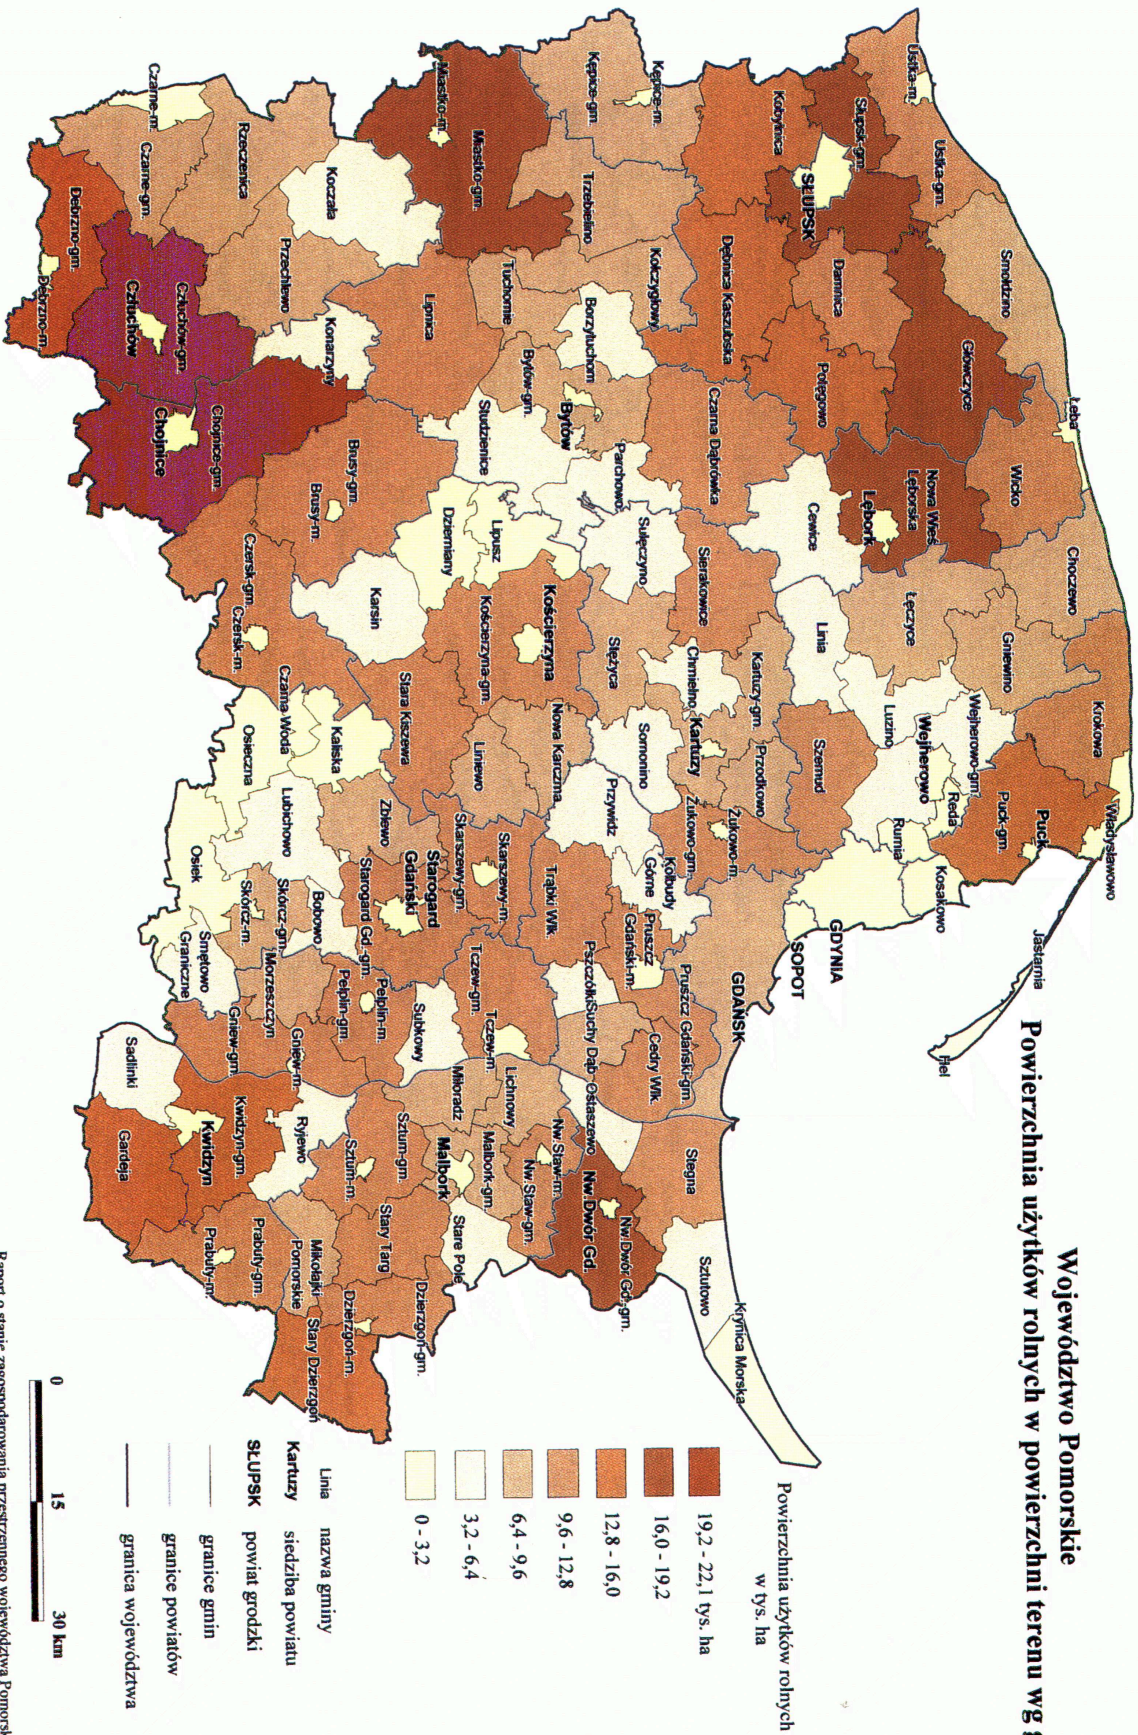 Województwo Pomorskie
Powierzchnia użytków rolnych w powierzchni terenu wg
Ustka-m.
Ustka-gm.
Smołdzino
Łeba
Wicko
Choczewo
Krokowa
Władysławowo
Jastarnia
Hel
Słupsk-gm.
SŁUPSK
Główczyce
Nowa Wieś
Lęborska
Lębork
Łęczyce
Gniewino
Wejherowo-gm.
Wejherowo
Reda
Puck
Puck-gm.
Kobylnica
Damnica
Potęgowo
Cewice
Linia
Luzino
Rumia
Kosakowo
GDYNIA
SOPOT
Kępice-m.
Kępice-gm.
Dębnica Kaszubska
Czarna Dąbrówka
Sierakowice
Kartuzy-gm.
Szemud
Przodkowo
Żukowo-m.
Żukowo-gm.
GDAŃSK
Trzebielino
Kołczygłowy
Borzytuchom
Tuchomie
Bytów-gm.
Bytów
Parchowo
Sulęczyno
Stężyca
Chmielno
Kartuzy
Somonino
Przywidz
Kolbudy
Górne
Pruszcz
Gdański-m.
Pruszcz Gdański-gm.
Cedry Wlk.
Stegna
Sztutowo
Krynica Morska
Miastko-m.
Miastko-gm.
Lipnica
Studzienice
Lipusz
Dziemiany
Kościerzyna
Kościerzyna-gm.
Nowa Karczma
Liniewo
Trąbki Wlk.
Pszczółki
Suchy Dąb
Ostaszewo
Nw.Dwór Gd.
Nw.Dwór Gd.-gm.
Koczała
Rzeczenica
Przechlewo
Konarzyny
Brusy-gm.
Brusy-m.
Karsin
Stara Kiszewa
Skarszewy-m.
Skarszewy-gm.
Tczew-gm.
Tczew-m.
Lichnowy
Nw.Staw-m.
Nw.Staw-gm.
Czarne-m.
Czarne-gm.
Człuchów-gm.
Człuchów
Chojnice-gm.
Chojnice
Czersk-gm.
Czersk-m.
Czarna Woda
Kaliska
Zblewo
Starogard
Gdański
Starogard Gd.-gm.
Subkowy
Miłoradz
Malbork-gm.
Malbork
Stare Pole
Debrzno-gm.
Debrzno-m.
Osieczna
Lubichowo
Osiek
Bobowo
Skórcz-gm.
Skórcz-m.
Smętowo
Graniczne
Morzeszczyn
Pelplin-m.
Pelplin-gm.
Gniew-gm.
Gniew-m.
Sztum-gm.
Sztum-m.
Stary Targ
Dzierzgoń-gm.
Dzierzgoń-m.
Sadlinki
Kwidzyn-gm.
Kwidzyn
Ryjewo
Mikołajki
Pomorskie
Stary Dzierzgoń
Gardeja
Prabuty-gm.
Prabuty-m.
Powierzchnia użytków rolnych
w tys. ha
19,2 - 22,1 tys. ha
16,0 - 19,2
12,8 - 16,0
9,6 - 12,8
6,4 - 9,6
3,2 - 6,4
0 - 3,2
Linia nazwa gminy
Kartuzy siedziba powiatu
SŁUPSK powiat grodzki
granice gmin
granice powiatów
granica województwa
0 15 30 km
Raport o stanie zagospodarowania przestrzennego województwa